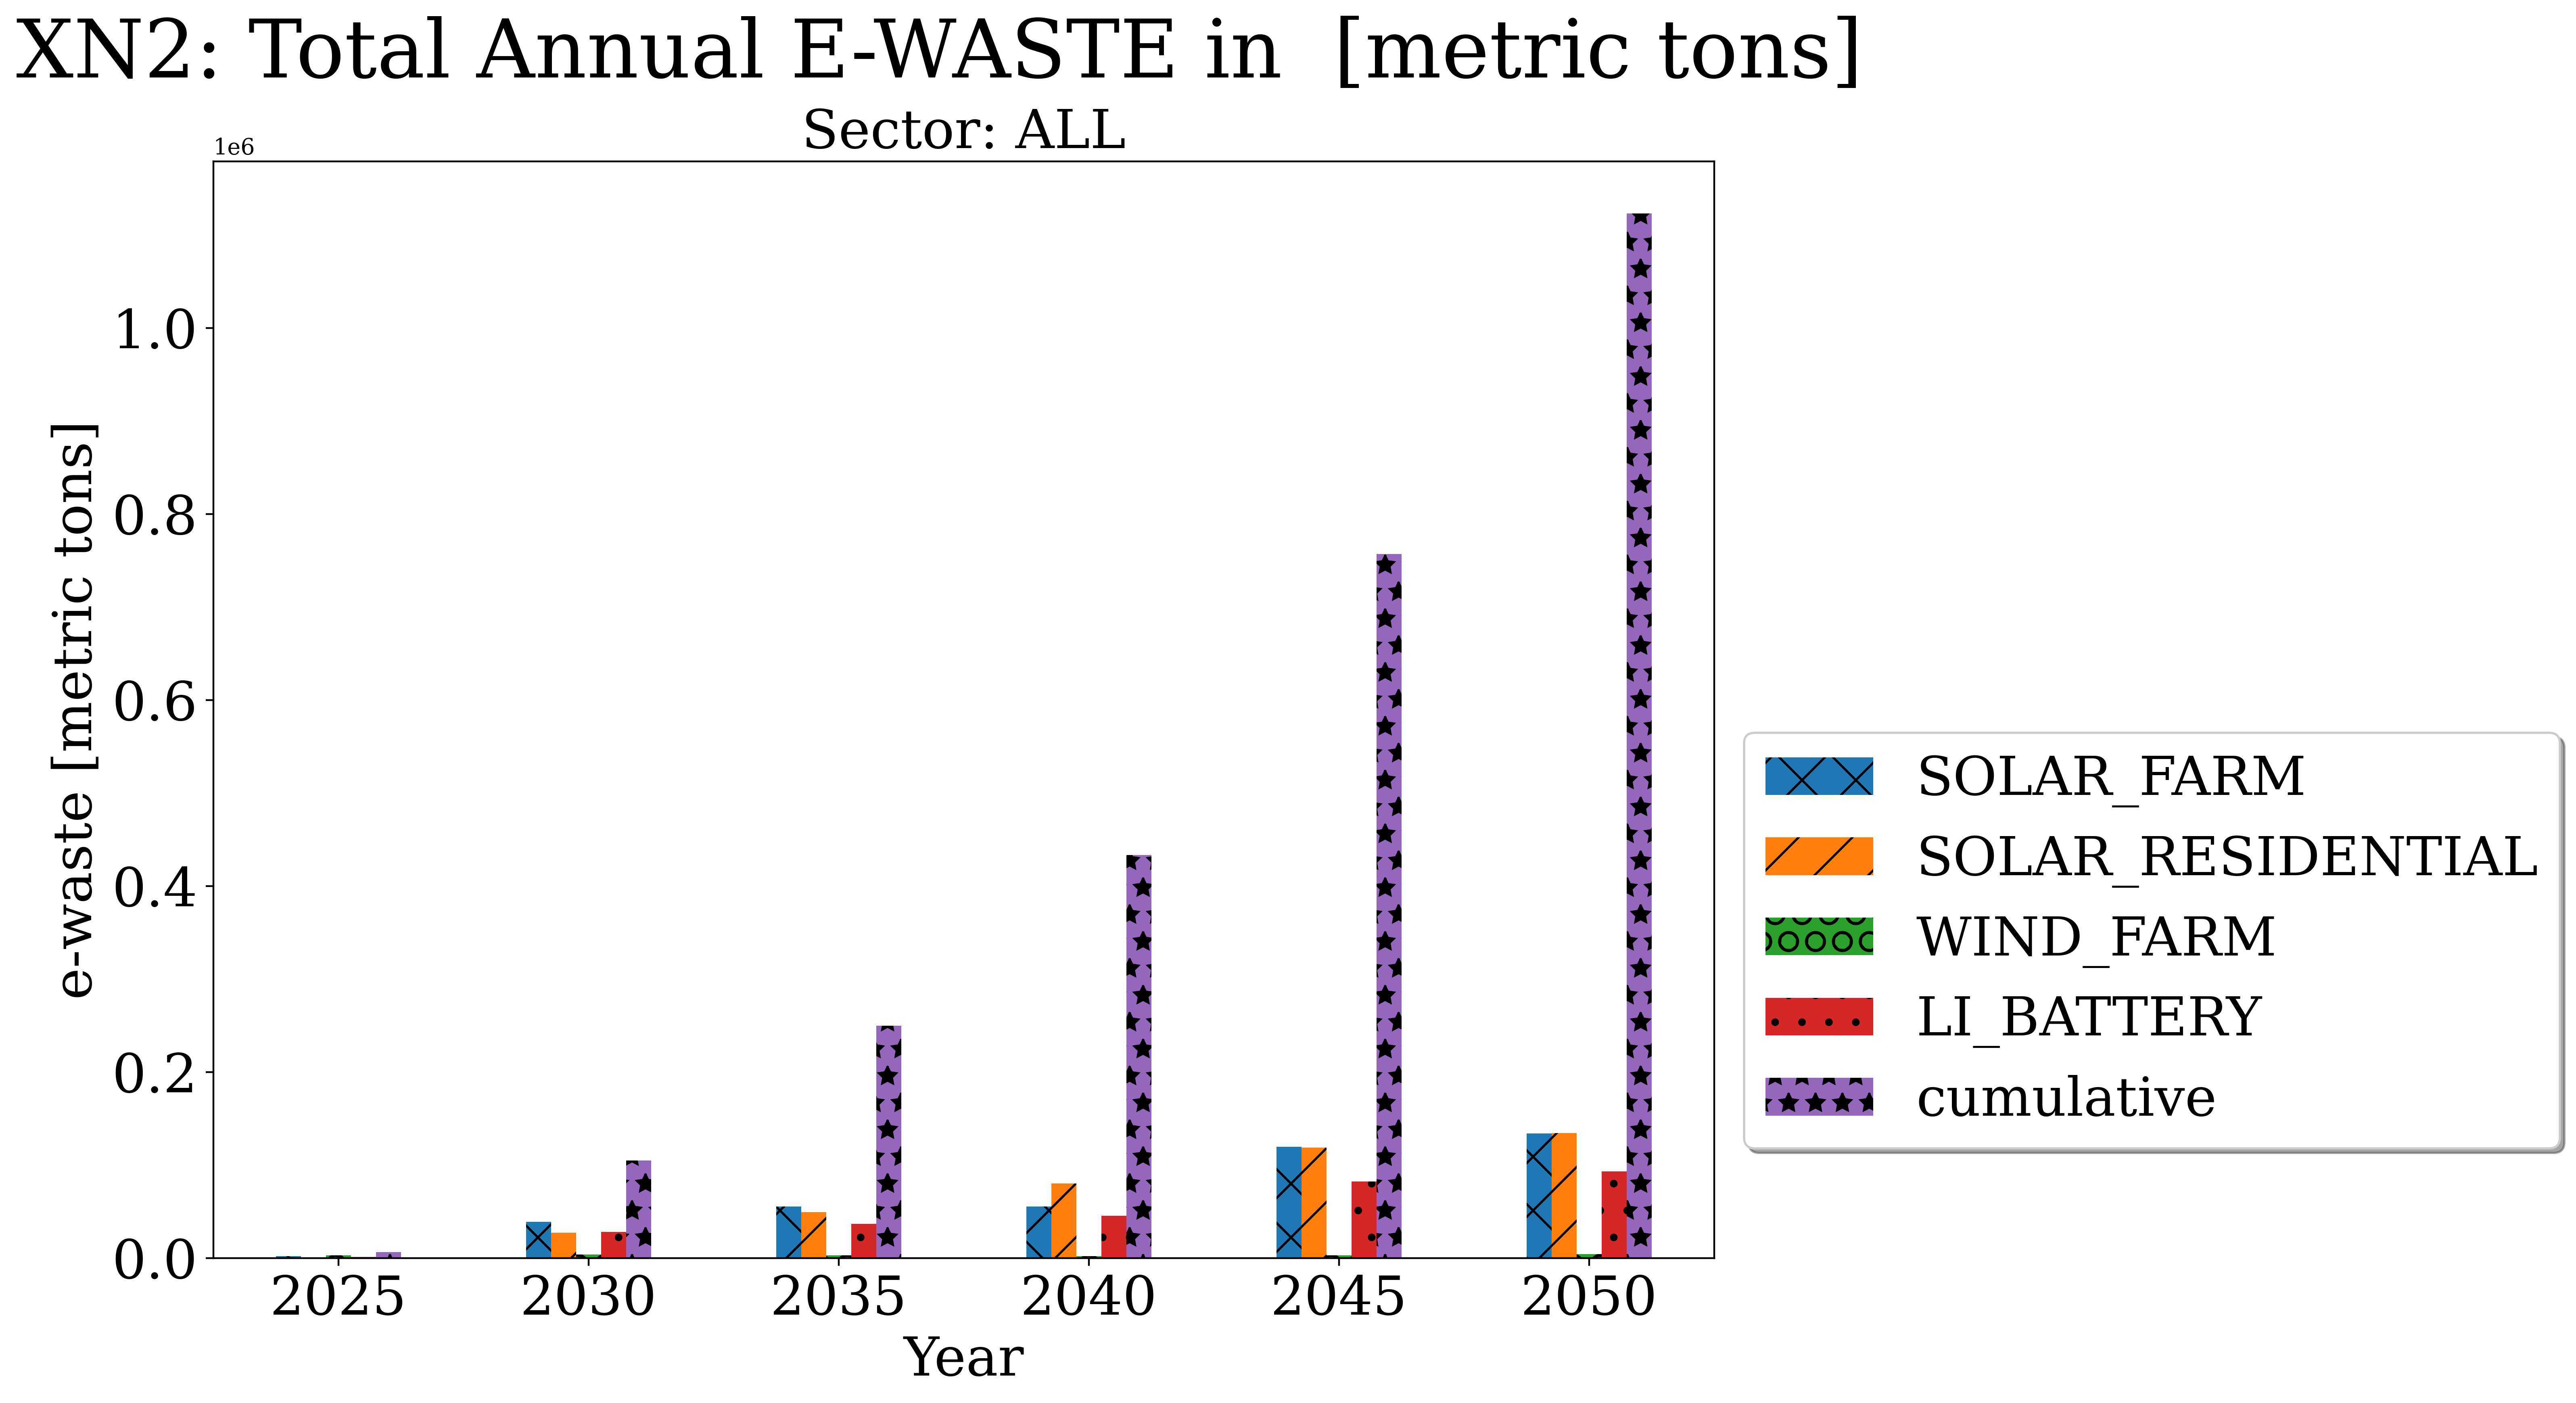 XN2: Total Annual E-WASTE in  [metric tons]
Sector: ALL
1e6
1.0
0.8
0.6
0.4
0.2
0.0
e-waste [metric tons]
2025 2030 2035 2040 2045 2050
Year
SOLAR_FARM
SOLAR_RESIDENTIAL
WIND_FARM
LI_BATTERY
cumulative